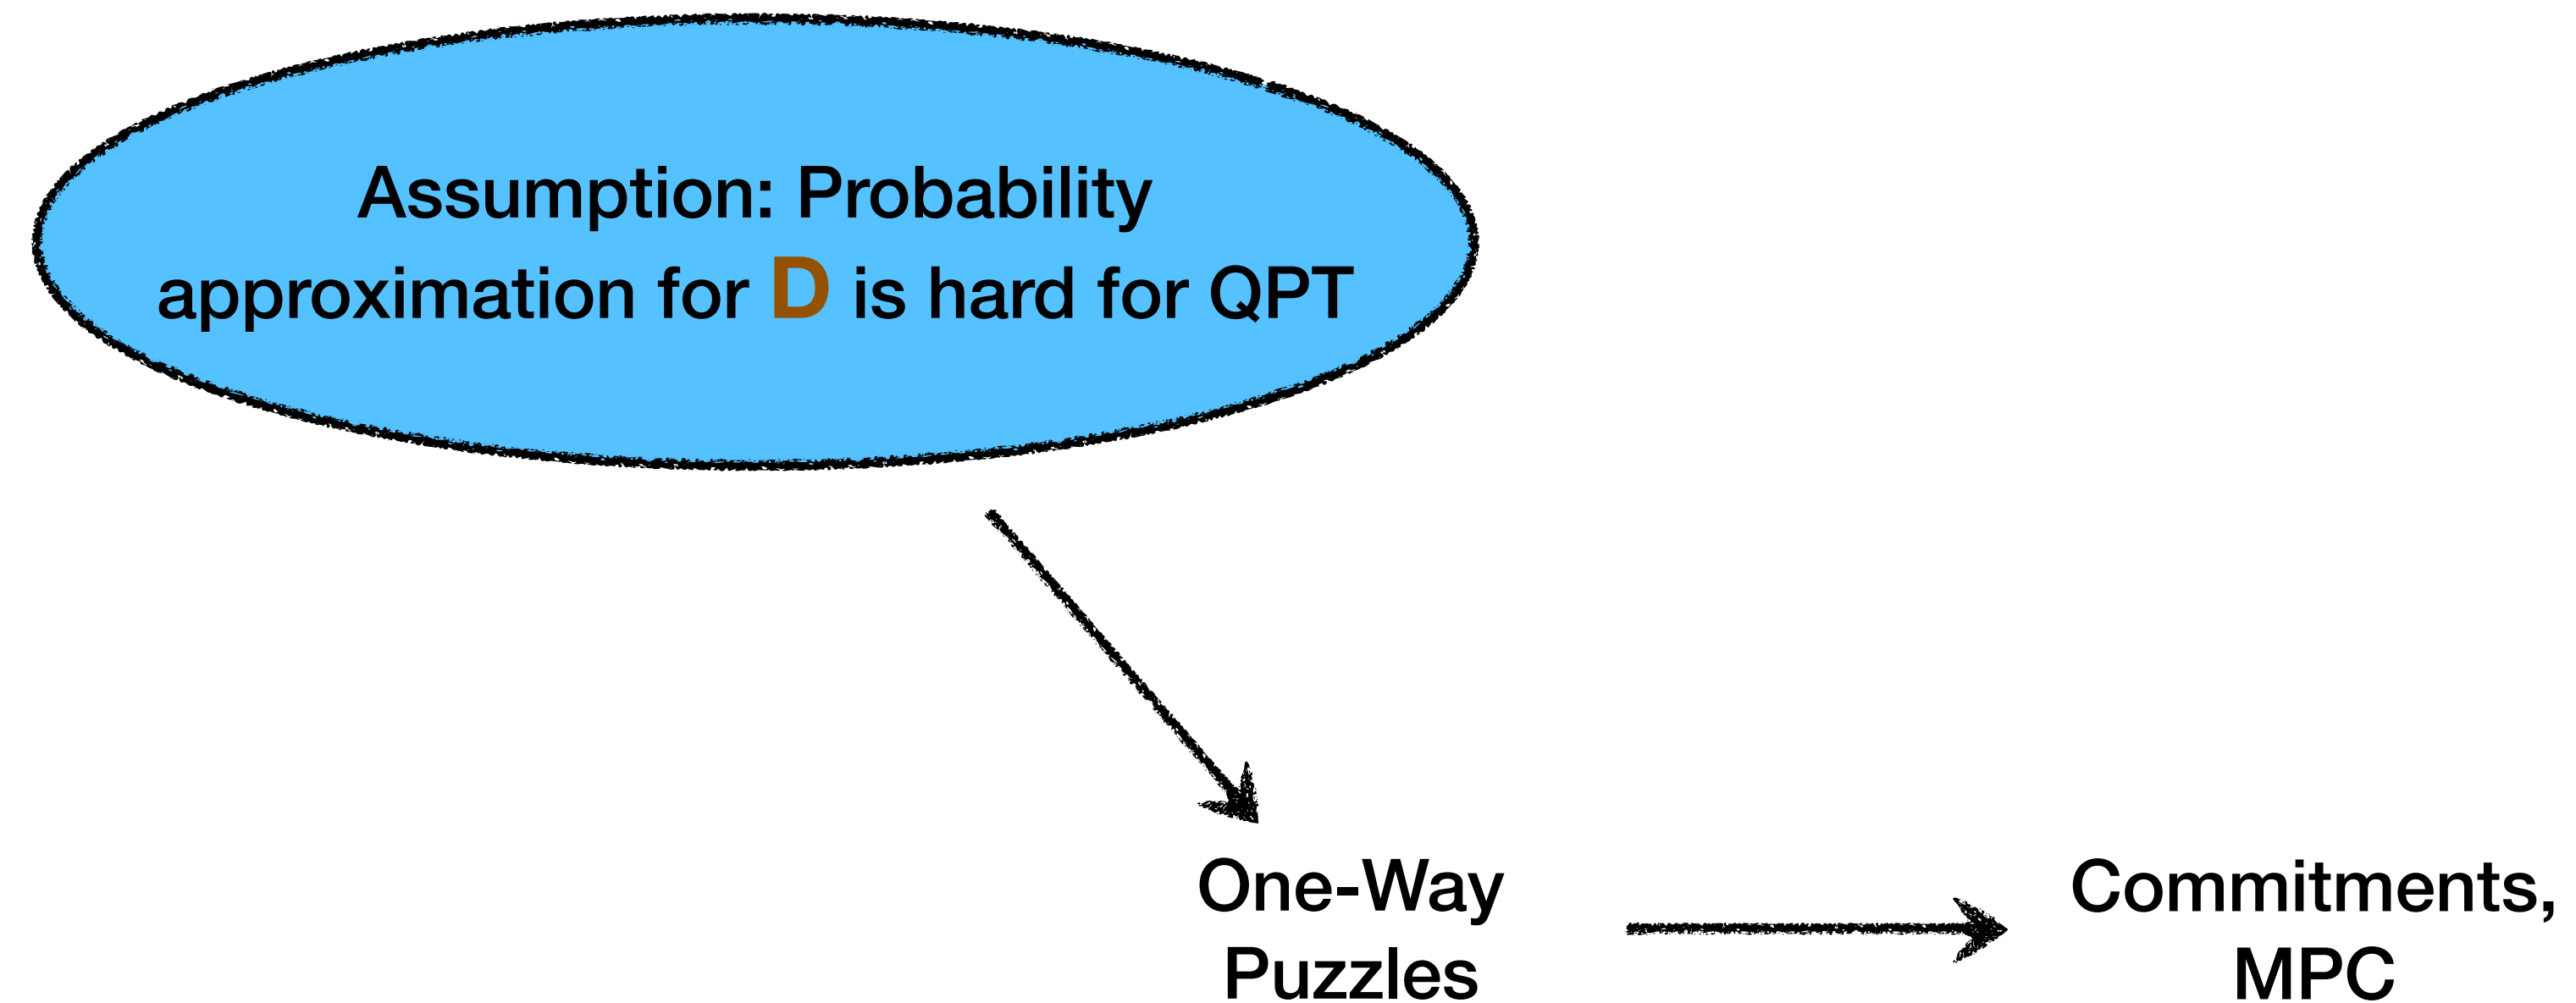 Assumption: Probability
approximation for D is hard for QPT
One-Way
Puzzles
Commitments,
MPC